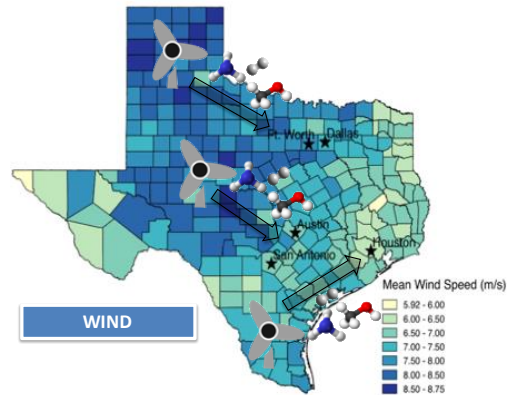 Ft. Worth
Dallas
Austin
San Antonio
Houston
Mean Wind Speed (m/s)
5.92 - 6.00
6.00 - 6.50
6.50 - 7.00
7.00 - 7.50
7.50 - 8.00
8.00 - 8.50
8.50 - 8.75
WIND